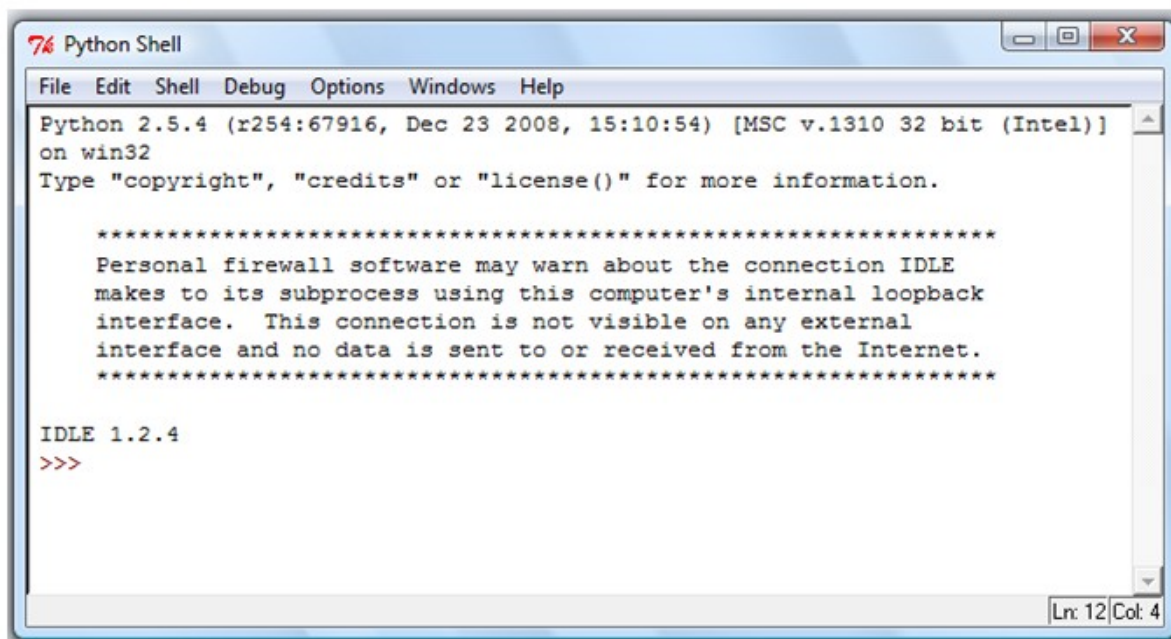 Python Shell
File Edit Shell Debug Options Windows Help
Python 2.5.4 (r254:67916, Dec 23 2008, 15:10:54) [MSC v.1310 32 bit (Intel)]
on win32
Type "copyright", "credits" or "license()" for more information.
****************************************************************
Personal firewall software may warn about the connection IDLE
makes to its subprocess using this computer's internal loopback
interface.  This connection is not visible on any external
interface and no data is sent to or received from the Internet.
****************************************************************
IDLE 1.2.4
>>>
Ln: 12 Col: 4